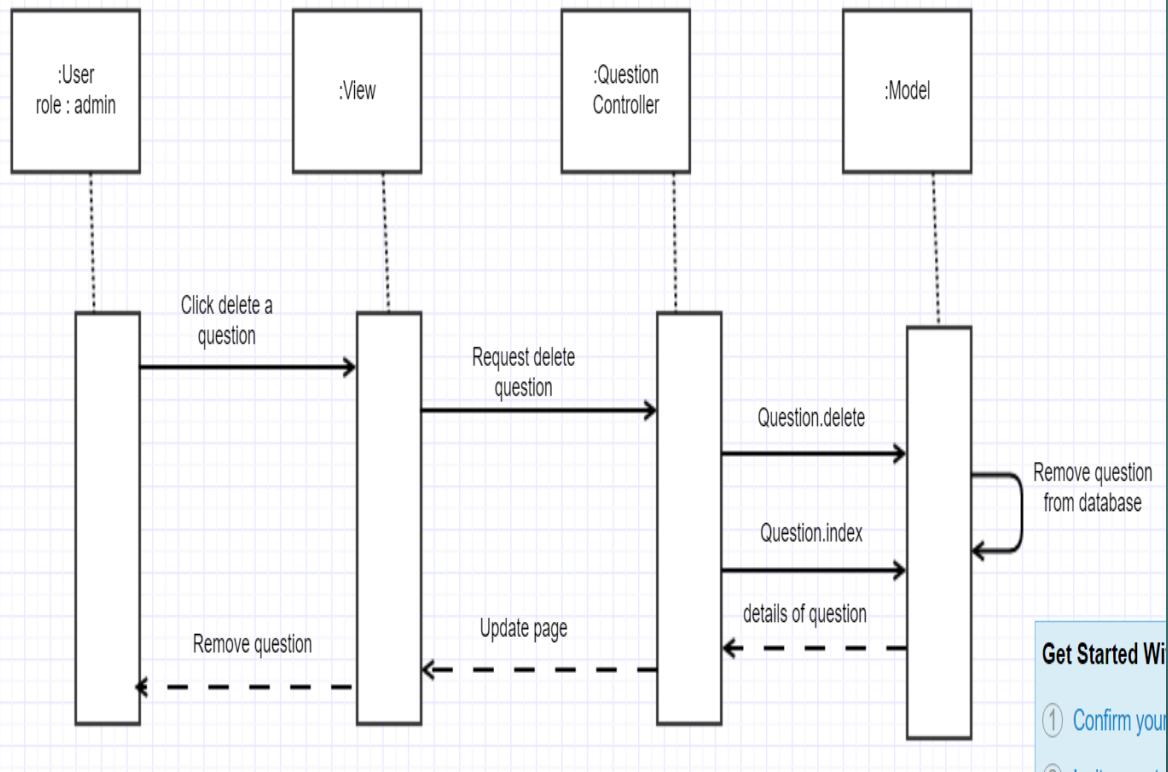 :User
role : admin
:View
:Question
Controller
:Model
Click delete a
question
Request delete
question
Question.delete
Remove question
from database
Question.index
details of question
Update page
Remove question
Get Started Wi
1 Confirm your